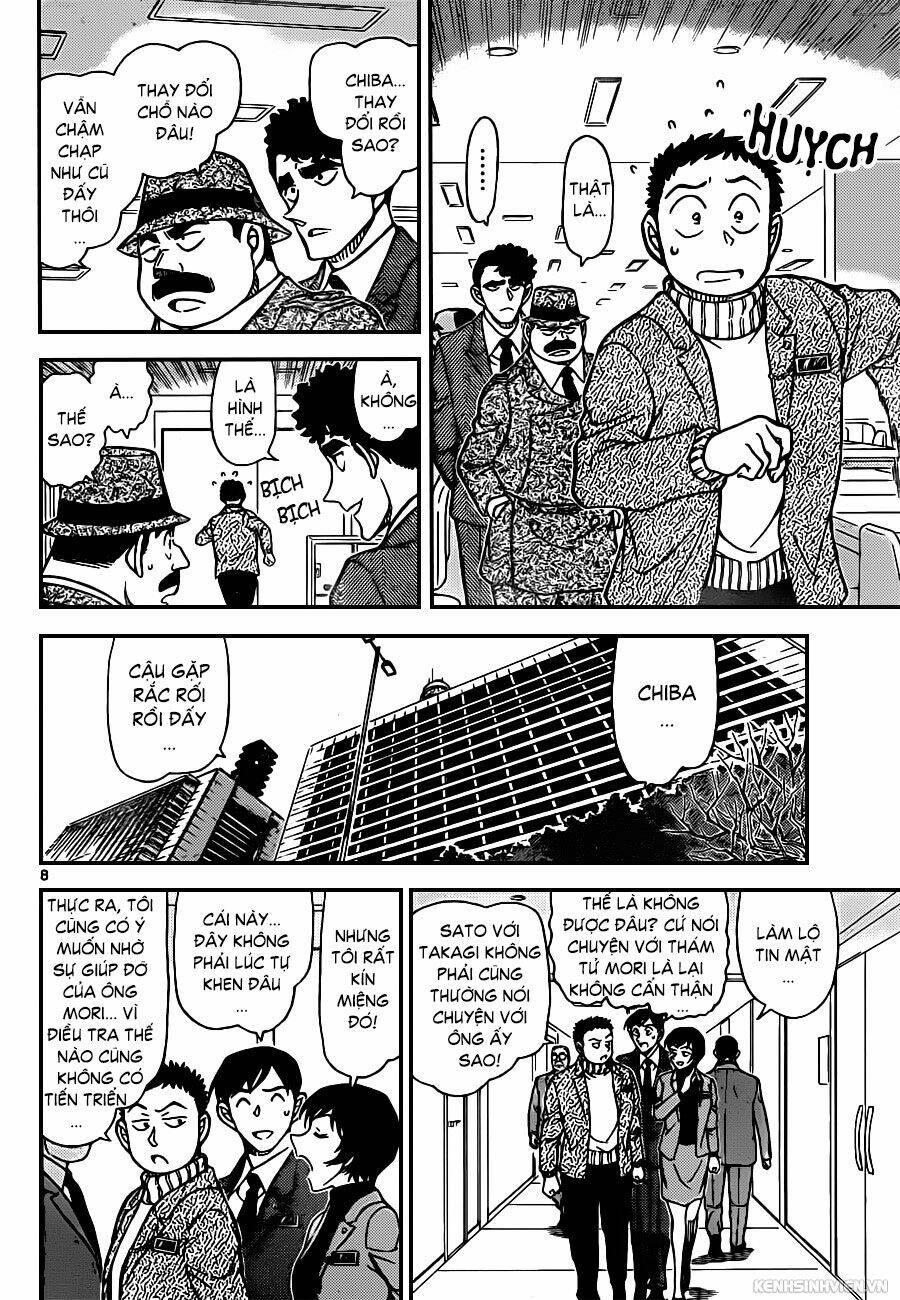 HUỴCH
THẬT
LÀ...
......
CHIBA...
THAY
ĐỔI RỒI
SAO?
THAY ĐỔI
CHỖ NÀO
ĐÂU!
VẪN
CHẬM
CHẠP
NHƯ CŨ
ĐẤY
THÔI
...
À,
KHÔNG
...
LÀ
HÌNH
THỂ...
BỊCH
BỊCH
À...
THẾ
SAO?
CHIBA
...
CẬU GẶP
RẮC RỐI
RỒI ĐẤY
...
8
LÀM LỘ
TIN MẬT
...
THẾ LÀ KHÔNG
ĐƯỢC ĐÂU? CỨ NÓI
CHUYỆN VỚI THÁM
TỬ MORI LÀ LẠI
KHÔNG CẨN THẬN
...
SATO VỚI
TAKAGI KHÔNG
PHẢI CŨNG
THƯỜNG NÓI
CHUYỆN VỚI
ÔNG ẤY
SAO!
NHƯNG
TÔI RẤT
KÍN
MIỆNG
ĐÓ!
CÁI NÀY...
ĐÂY KHÔNG
PHẢI LÚC TỰ
KHEN ĐÂU
...
THỰC RA, TÔI
CŨNG CÓ Ý
MUỐN NHỜ
SỰ GIÚP ĐỠ
CỦA ÔNG
MORI... VÌ
ĐIỀU TRA THẾ
NÀO CŨNG
KHÔNG CÓ
TIẾN TRIỂN
...
KENHSINHVIEN.VN